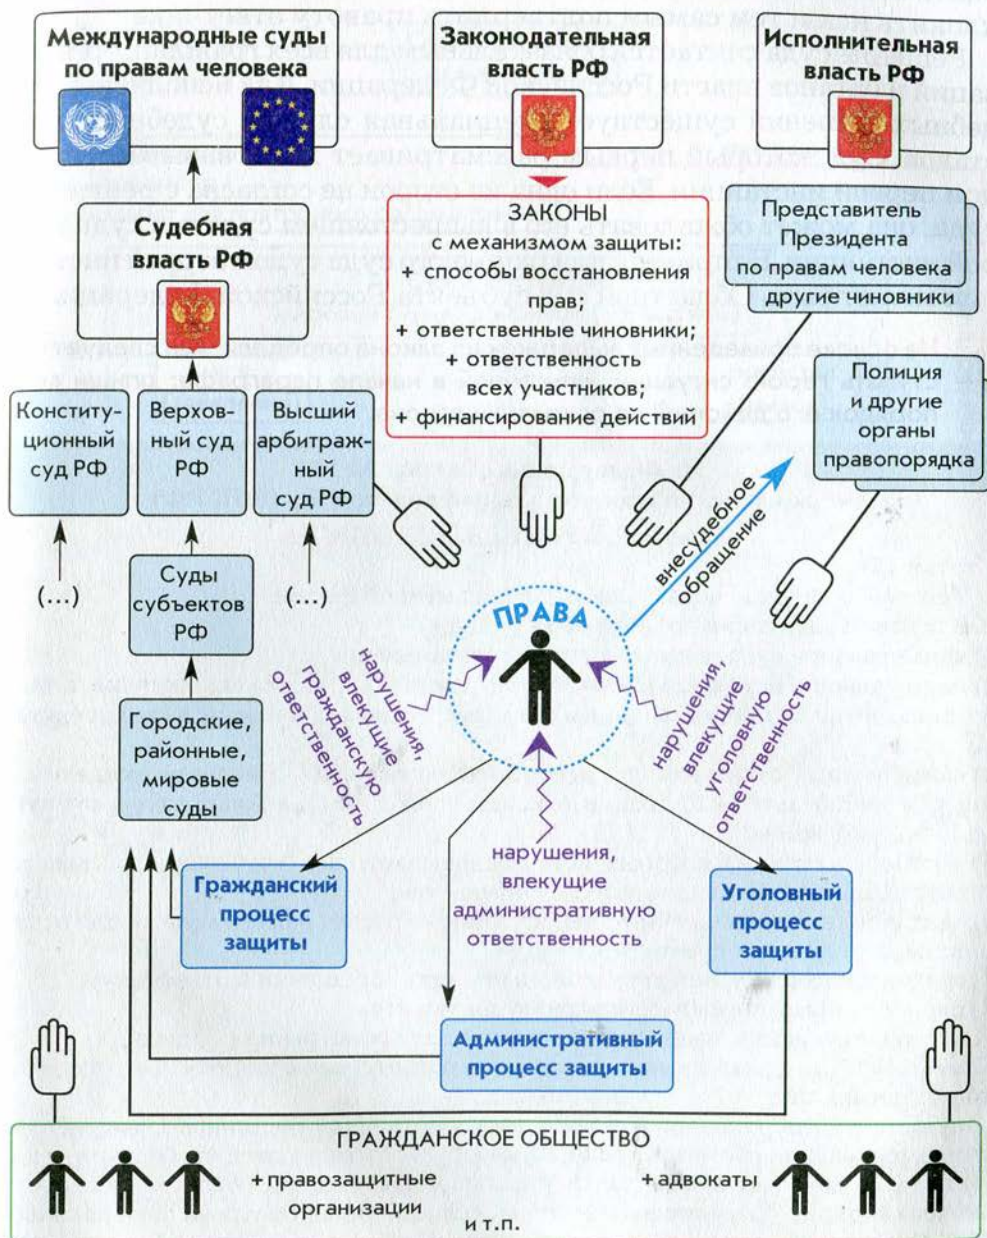 Международные суды
по правам человека
Законодательная
власть РФ
Исполнительная
власть РФ
Судебная
власть РФ
ЗАКОНЫ
с механизмом защиты:
+ способы восстановления
прав;
+ ответственные чиновники;
+ ответственность
всех участников;
+ финансирование действий
Представитель
Президента
по правам человека
и другие чиновники
Полиция
и другие
органы
правопорядка
Конститу-
ционный
суд РФ
Верхов-
ный суд
РФ
Высший
арбитраж-
ный
суд РФ
(...)
Суды
субъектов
РФ
(...)
внесудебное
обращение
ПРАВА
Городские,
районные,
мировые
суды
нарушения,
влекущие
гражданскую
ответственность
нарушения,
влекущие
уголовную
ответственность
нарушения,
влекущие
административную
ответственность
Гражданский
процесс
защиты
Уголовный
процесс
защиты
Административный
процесс защиты
ГРАЖДАНСКОЕ ОБЩЕСТВО
+ правозащитные
организации
и т.п.
+ адвокаты